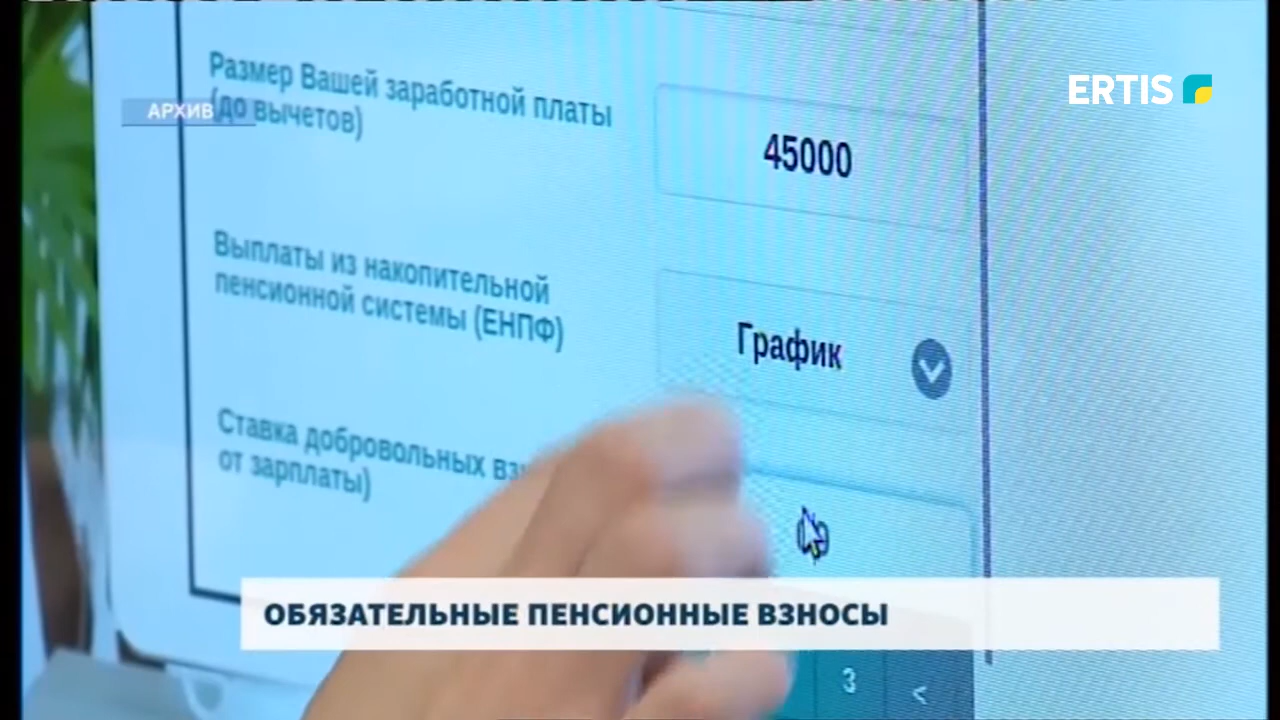 Размер Вашей заработной платы
(до вычетов)
45000
АРХИВ
ERTIS
Выплаты из накопительной
пенсионной системы (ЕНПФ)
График
Ставка добровольных
от зарплаты)
ОБЯЗАТЕЛЬНЫЕ ПЕНСИОННЫЕ ВЗНОСЫ
3 <